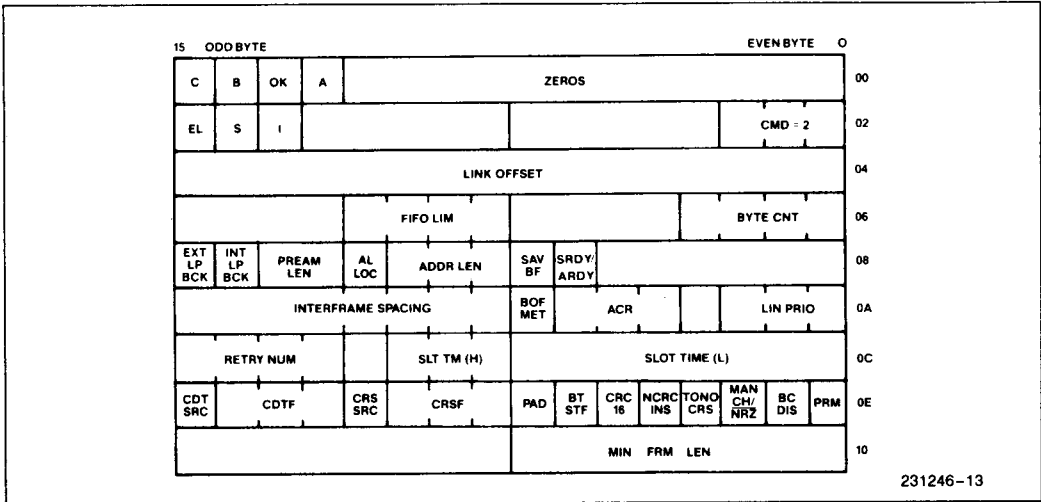 15 ODD BYTE EVEN BYTE O
C B OK A ZEROS 00
EL S I CMD = 2 02
LINK OFFSET 04
FIFO LIM BYTE CNT 06
EXT LP BCK INT LP BCK PREAM LEN AL LOC ADDR LEN SAV BF SRDY/ ARDY 08
INTERFRAME SPACING BOF MET ACR LIN PRIO 0A
RETRY NUM SLT TM (H) SLOT TIME (L) 0C
CDT SRC CDTF CRS SRC CRSF PAD BT STF CRC 16 NCRC INS TONO CRS MAN CH/ NRZ BC DIS PRM 0E
MIN FRM LEN 10
231246-13